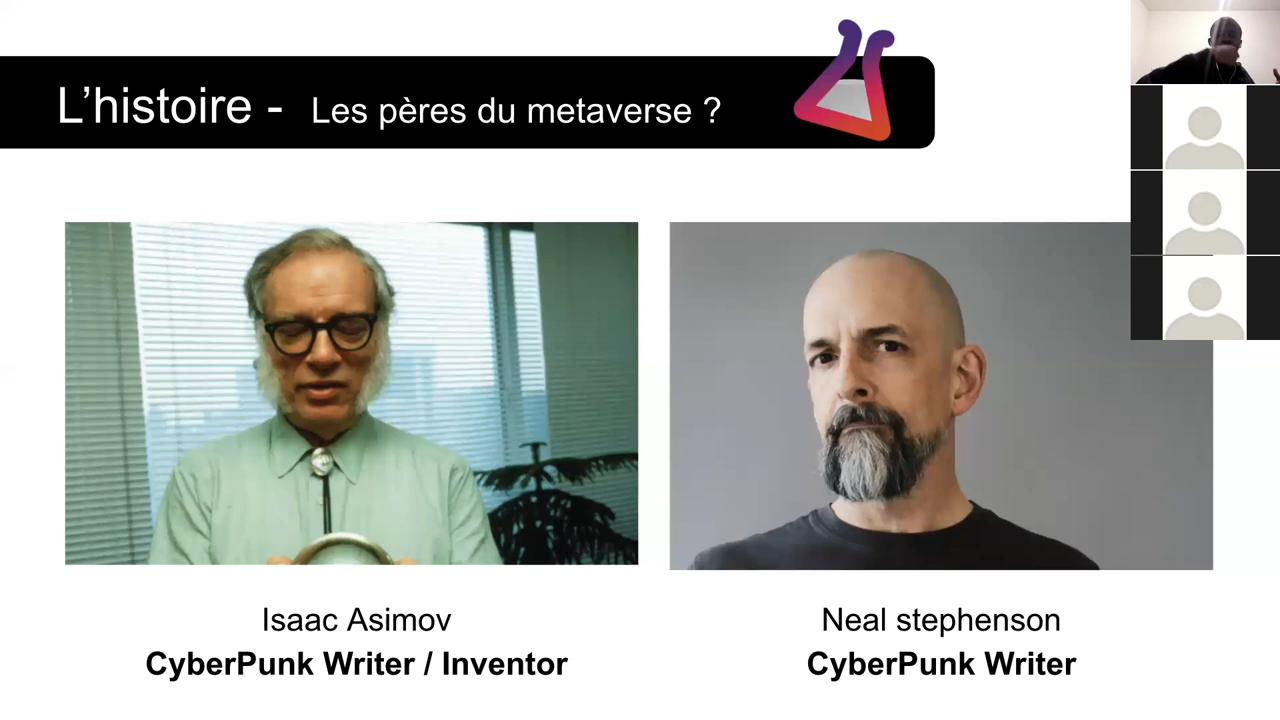 L’histoire - Les pères du metaverse ?
Isaac Asimov
CyberPunk Writer / Inventor
Neal stephenson
CyberPunk Writer